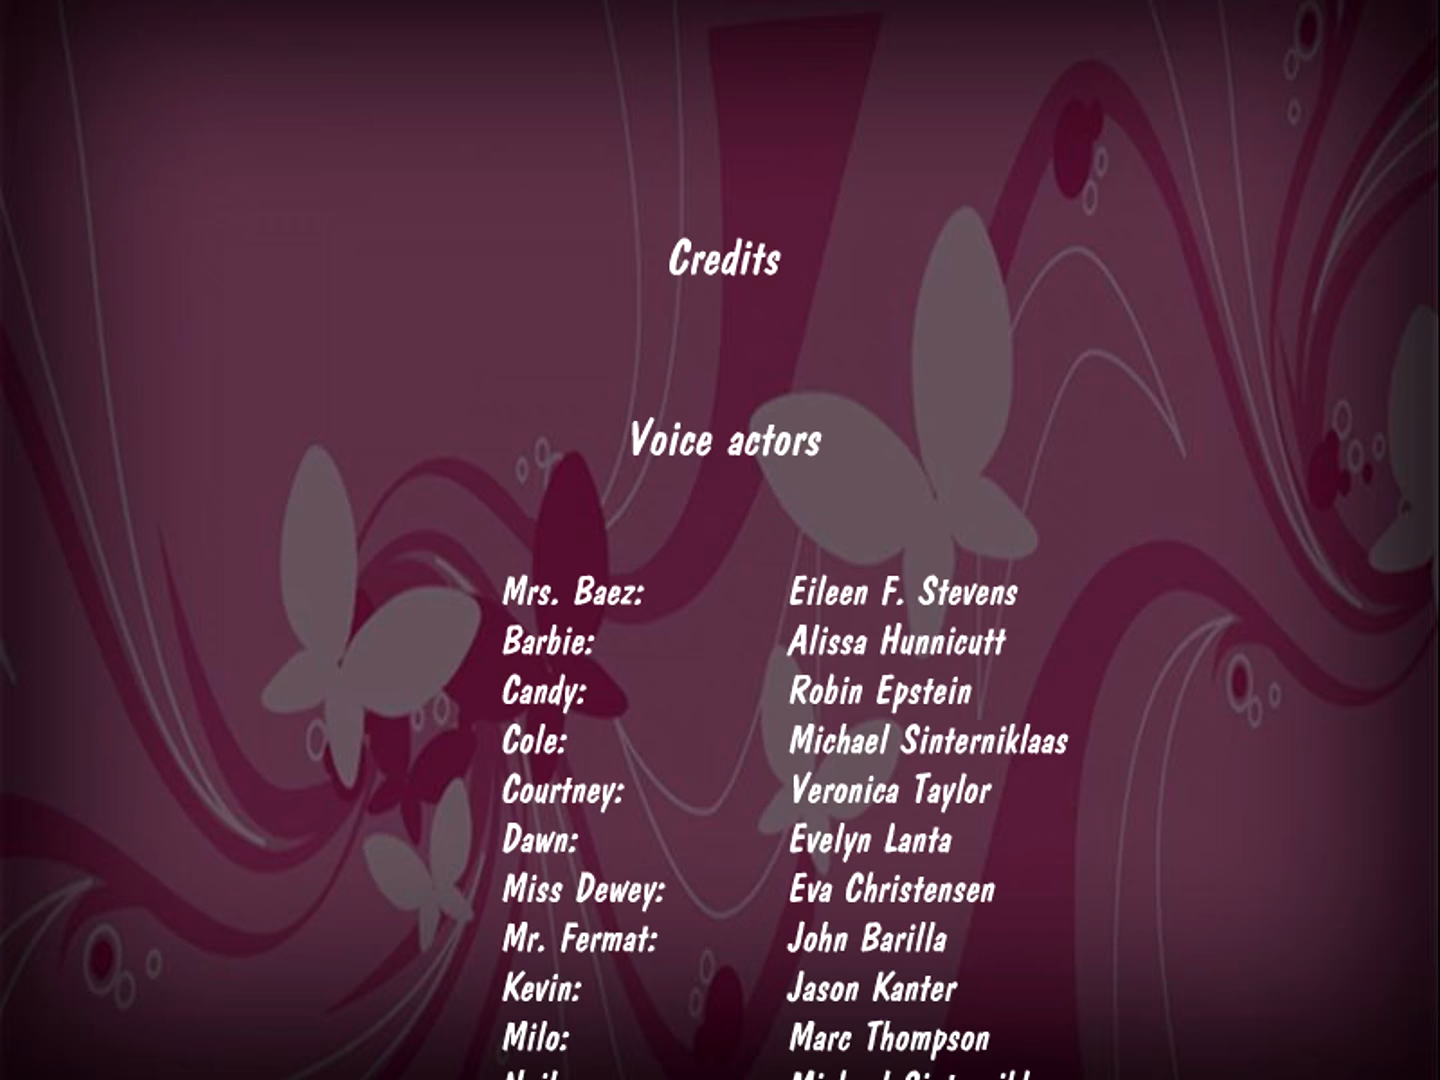 Credits
Voice actors
Mrs. Baez: Eileen F. Stevens
Barbie: Alissa Hunnicutt
Candy: Robin Epstein
Cole: Michael Sinterniklaas
Courtney: Veronica Taylor
Dawn: Evelyn Lanta
Miss Dewey: Eva Christensen
Mr. Fermat: John Barilla
Kevin: Jason Kanter
Milo: Marc Thompson